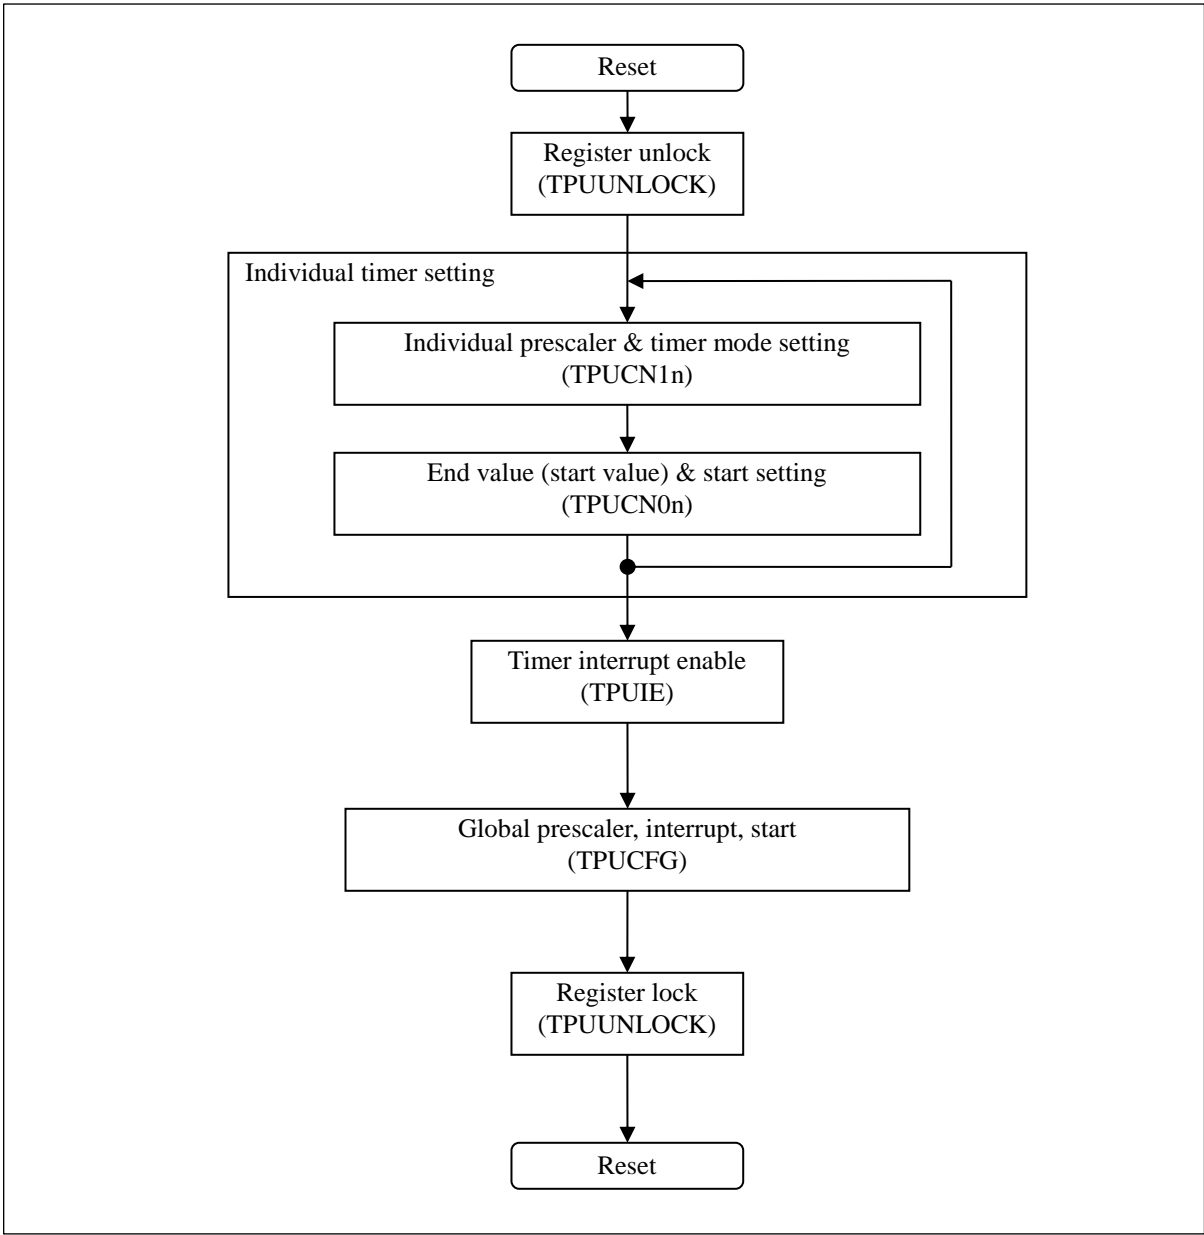 Reset
Register unlock
(TPUUNLOCK)
Individual timer setting
Individual prescaler & timer mode setting
(TPUCN1n)
End value (start value) & start setting
(TPUCN0n)
Timer interrupt enable
(TPUIE)
Global prescaler, interrupt, start
(TPUCFG)
Register lock
(TPUUNLOCK)
Reset